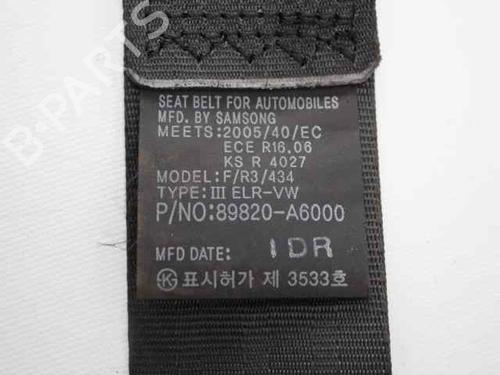 SEAT BELT FOR AUTOMOBILES
MFD. BY SAMSONG
MEETS:2005/40/EC
ECE R16.06
KS R 4027
MODEL:F/R3/434
TYPE:III ELR-VW
P/NO:89820-A6000
MFD DATE: 1DR
표시허가 제 3533호
B-PARTS